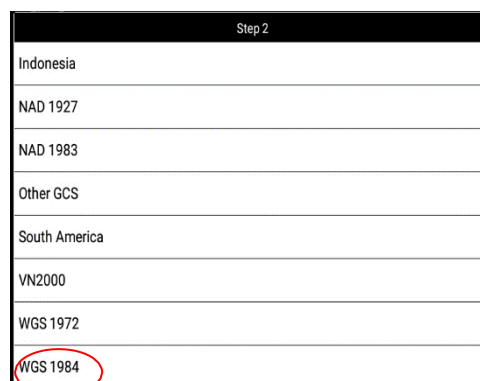 Step 2
Indonesia
NAD 1927
NAD 1983
Other GCS
South America
VN2000
WGS 1972
WGS 1984